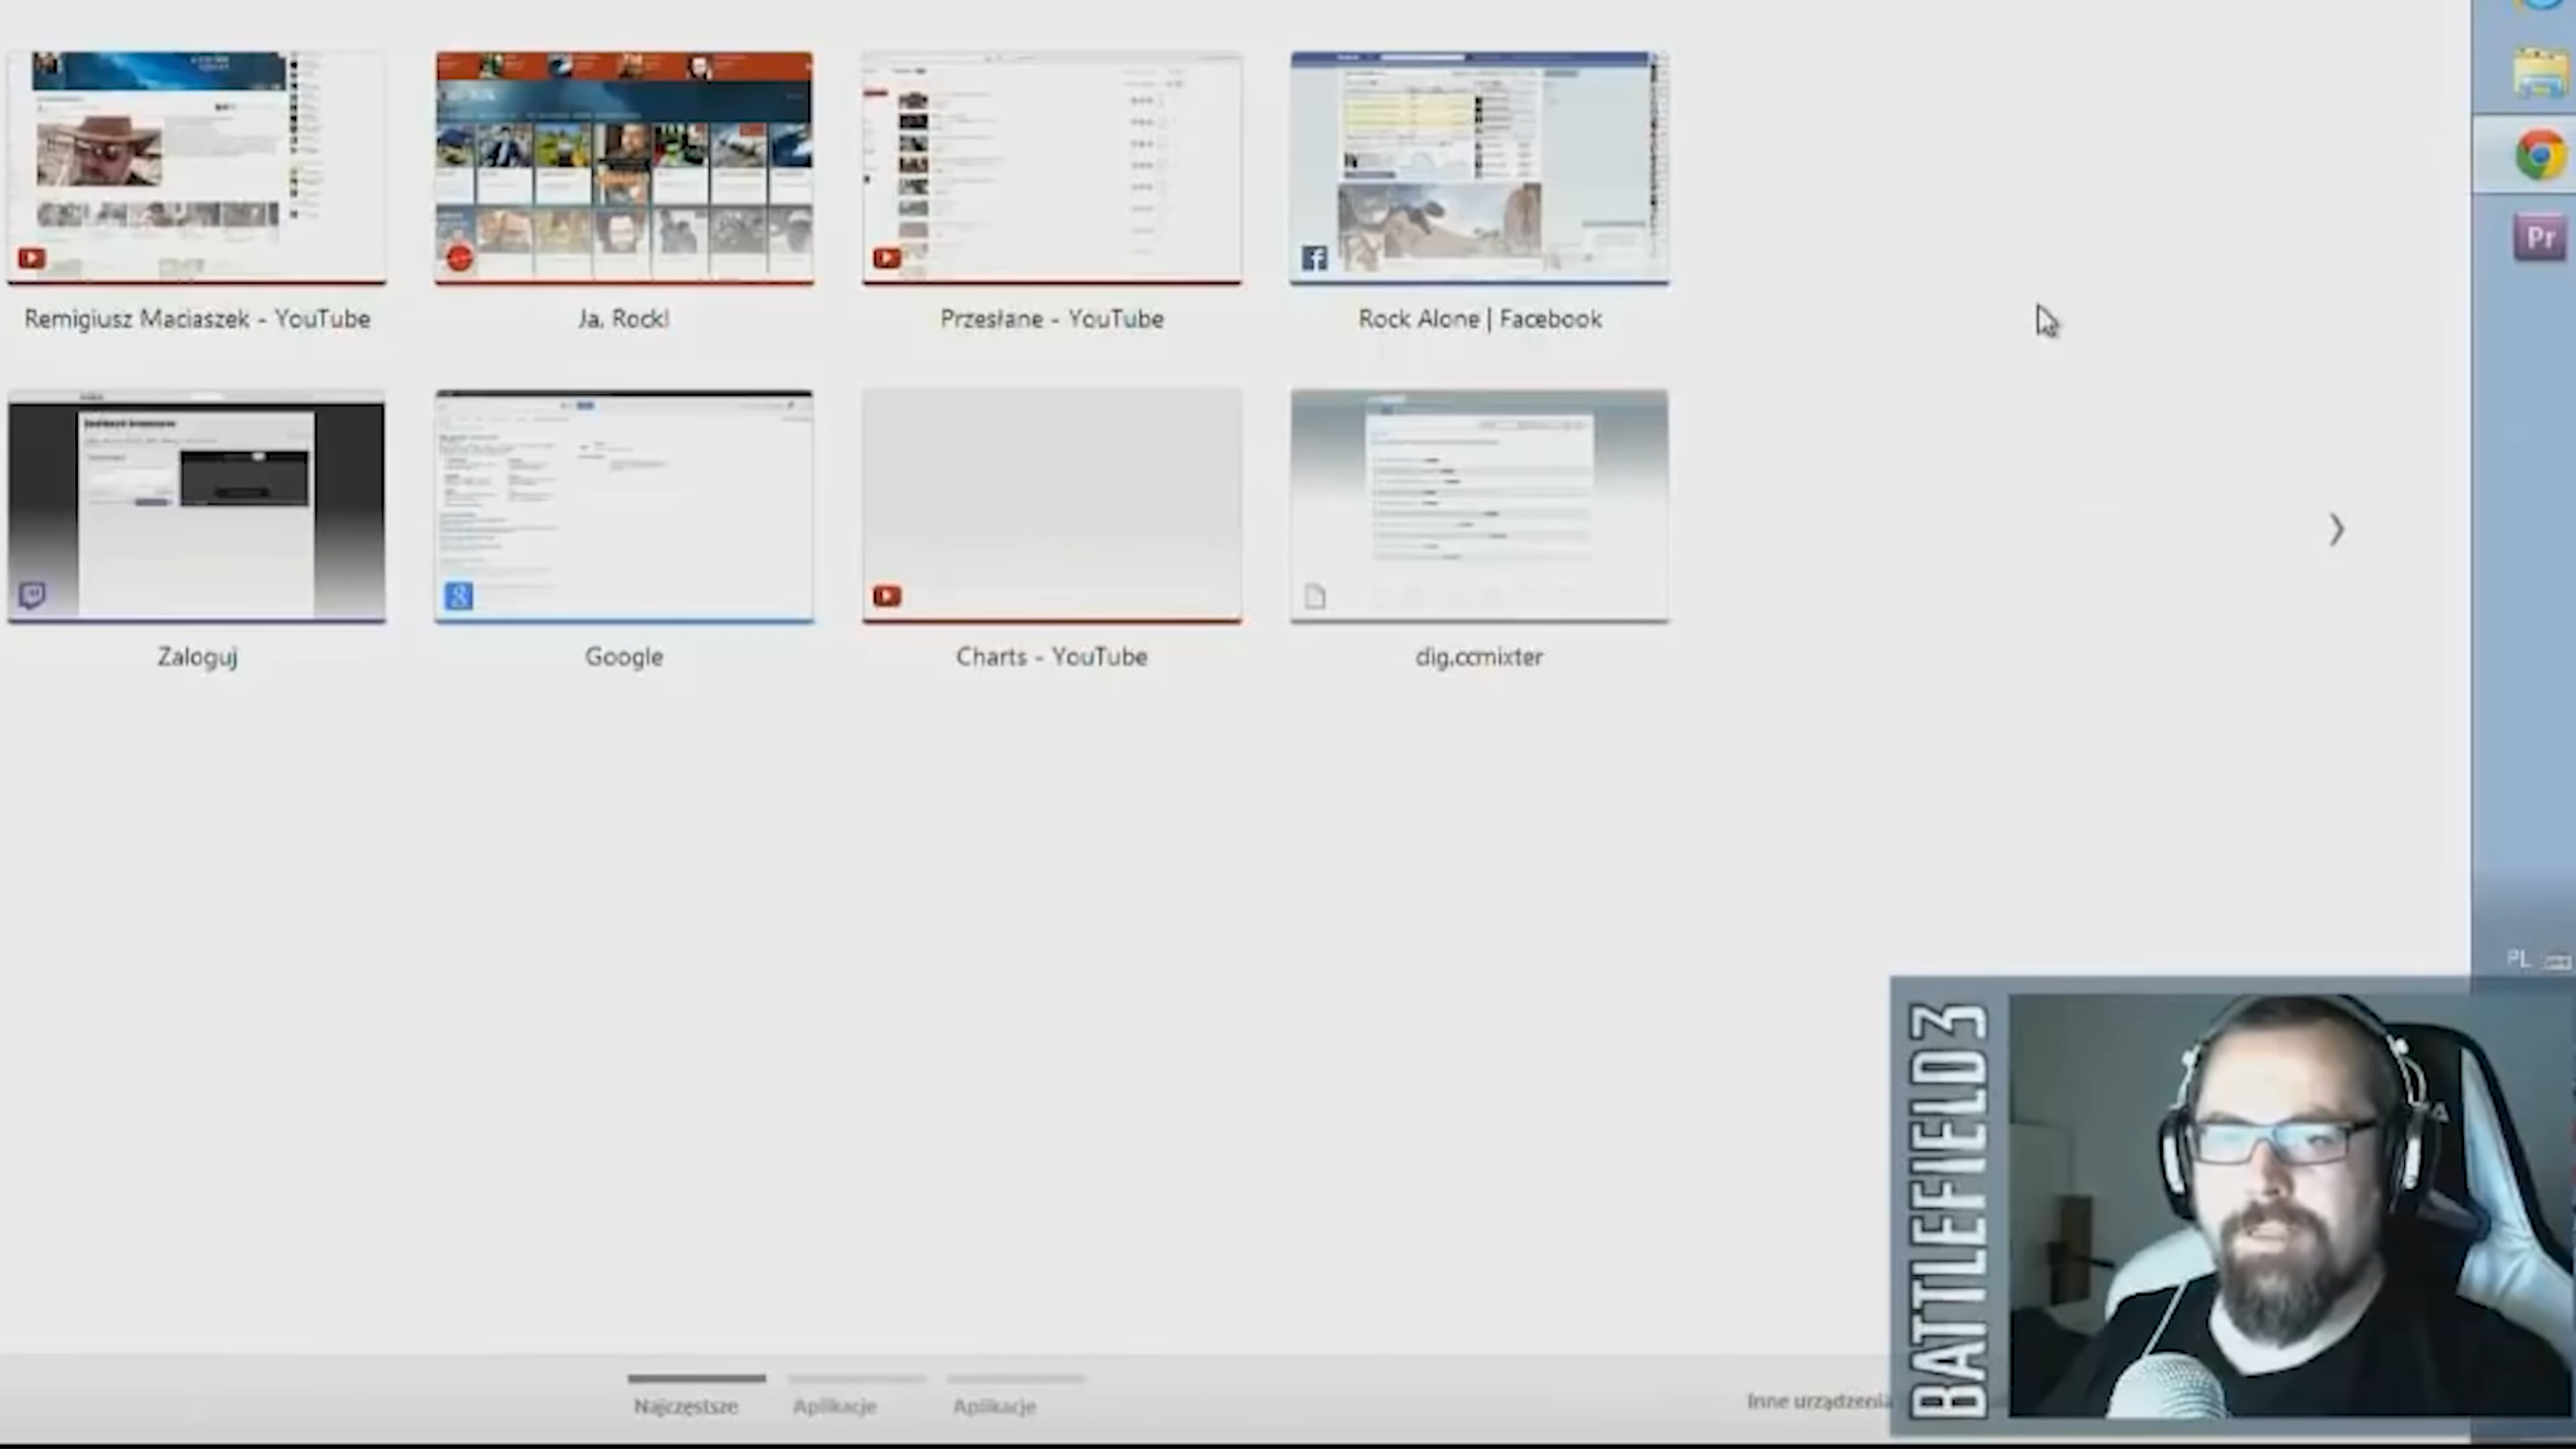 Remigiusz Maciaszek - YouTube
Ja, Rock!
Przesłane - YouTube
Rock Alone | Facebook
Zaloguj
Google
Charts - YouTube
dig.ccmixter
Pr
PL
BATTLEFIELD 3
Najczęstsze
Aplikacje
Aplikacje
Inne urządzenia